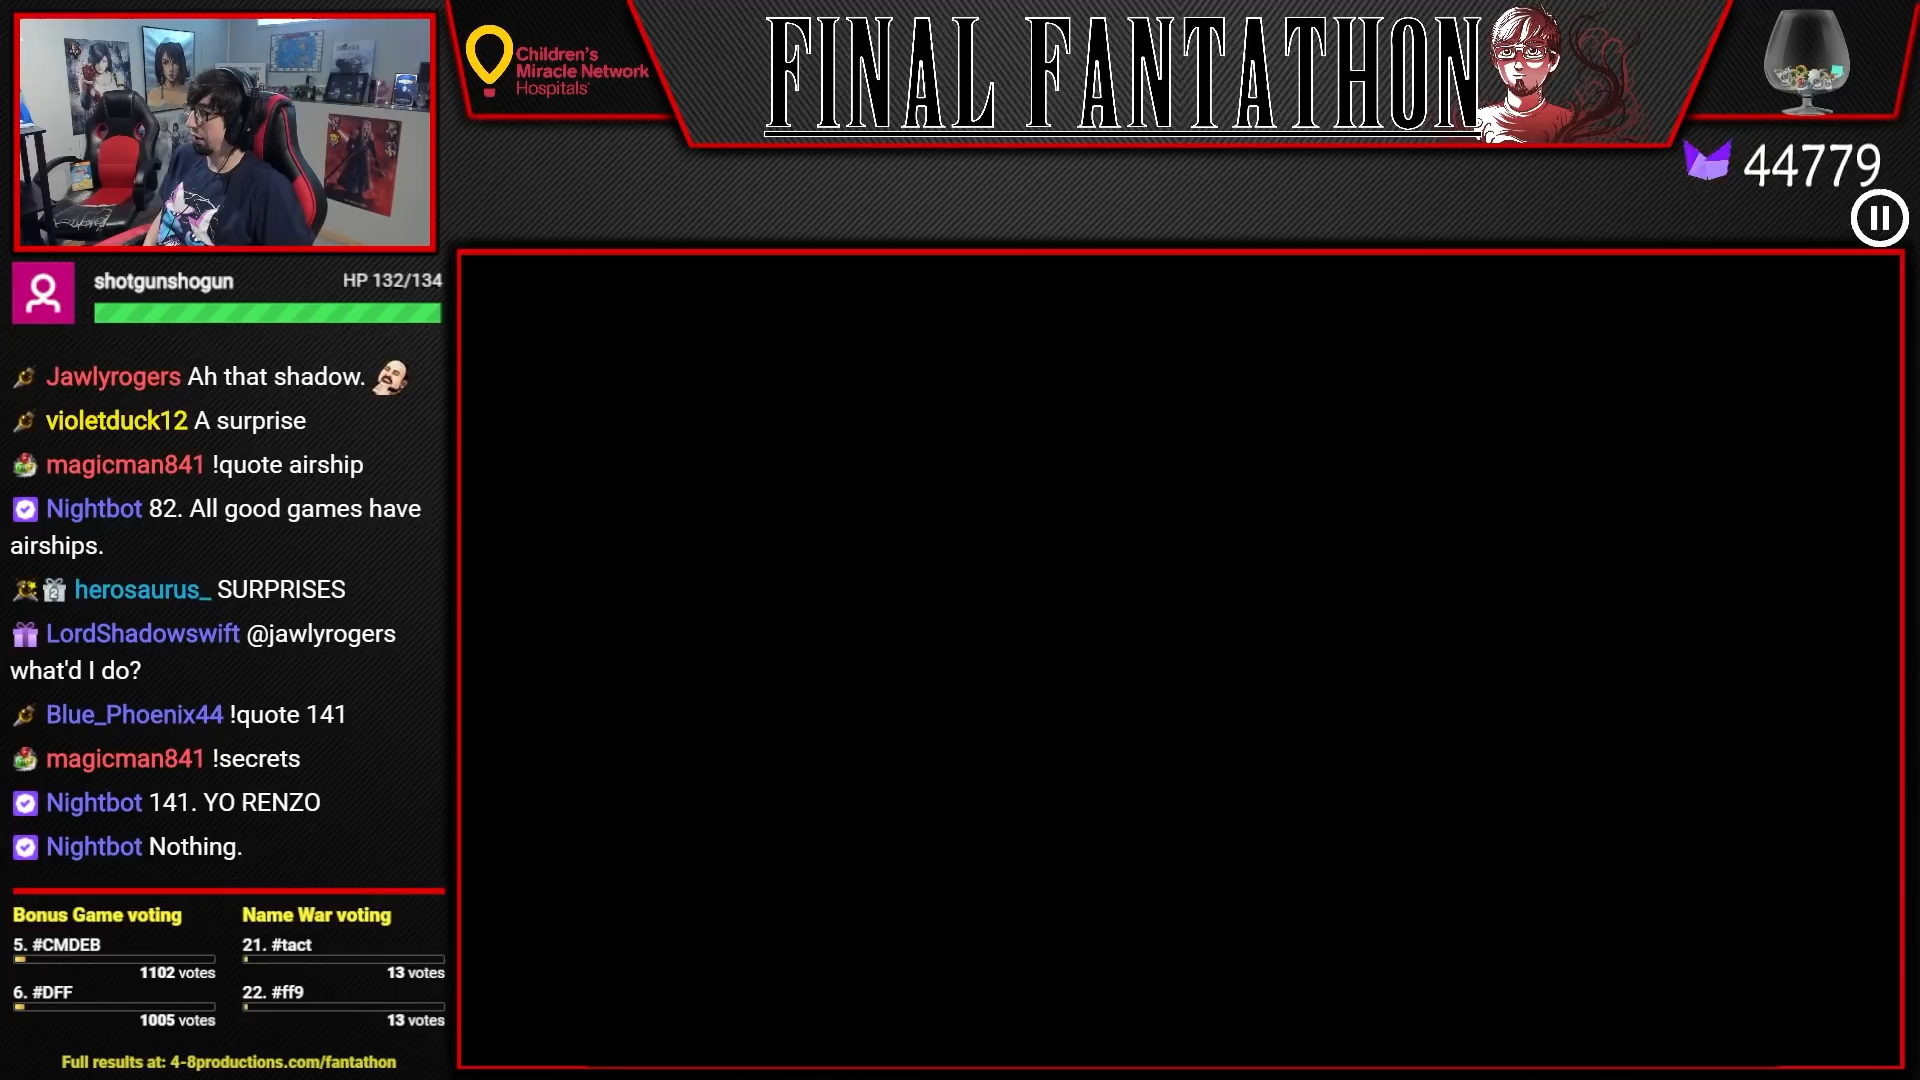 Children's
Miracle Network
Hospitals
FINAL FANTATHON
44779
shotgunshogun HP 132/134
Jawlyrogers Ah that shadow.
violetduck12 A surprise
magicman841 !quote airship
Nightbot 82. All good games have
airships.
herosaurus_ SURPRISES
LordShadowswift @jawlyrogers
what'd I do?
Blue_Phoenix44 !quote 141
magicman841 !secrets
Nightbot 141. YO RENZO
Nightbot Nothing.
Bonus Game voting
5. #CMDEB
1102 votes
6. #DFF
1005 votes
Name War voting
21. #tact
13 votes
22. #ff9
13 votes
Full results at: 4-8productions.com/fantathon